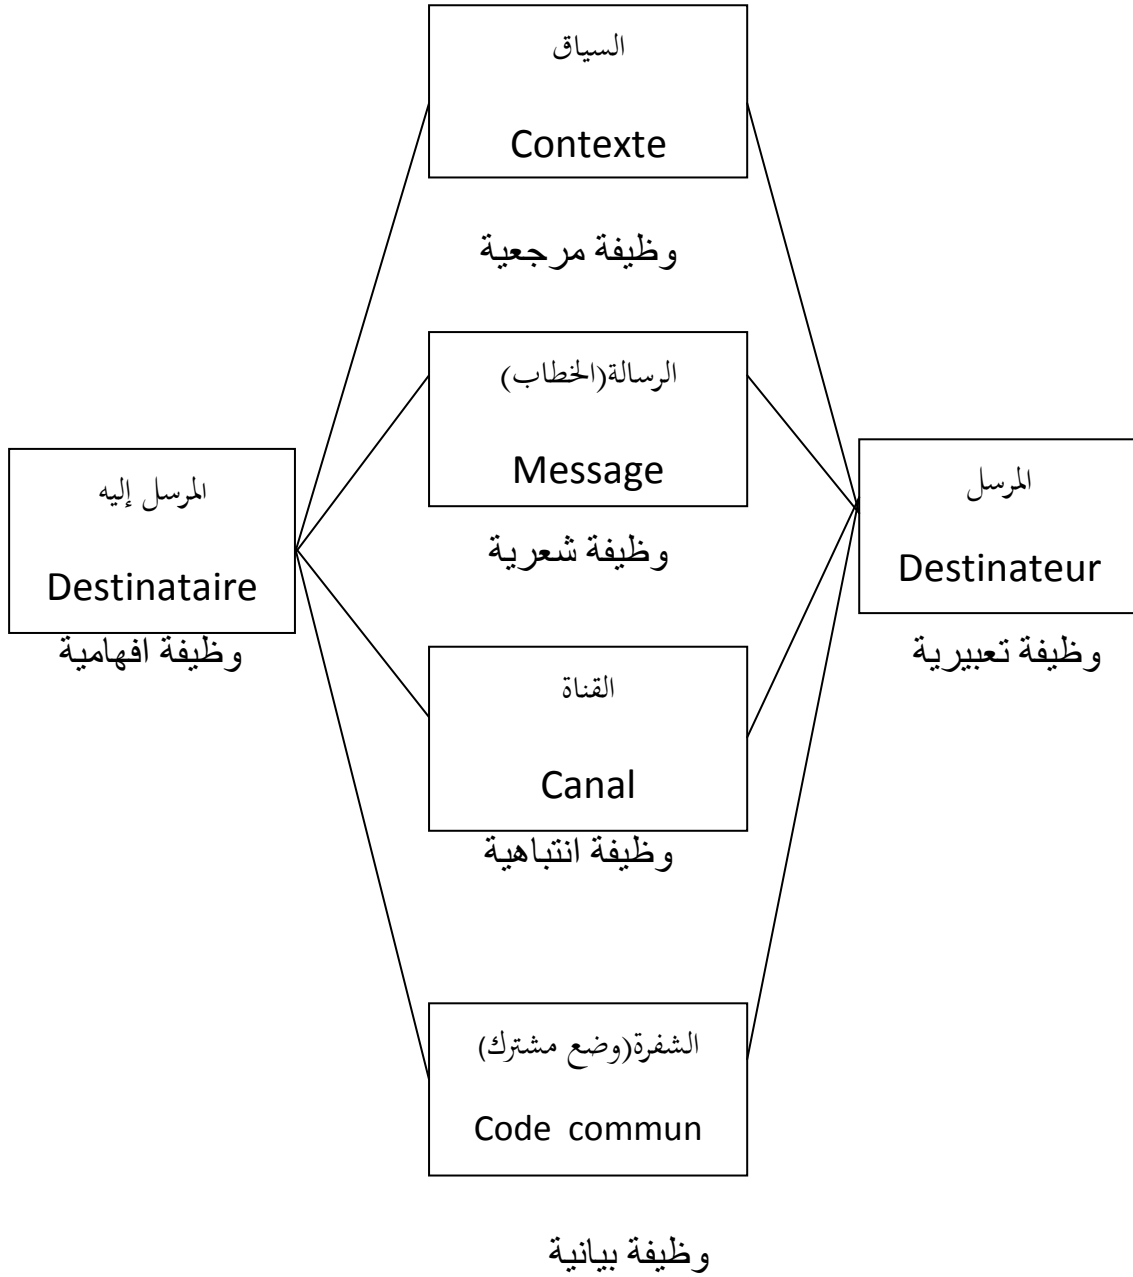 السياق
Contexte
وظيفة مرجعية
الرسالة(الخطاب)
Message
وظيفة شعرية
المرسل
Destinateur
وظيفة تعبيرية
المرسل إليه
Destinataire
وظيفة افهامية
القناة
Canal
وظيفة انتباهية
الشفرة(وضع مشترك)
Code commun
وظيفة بيانية